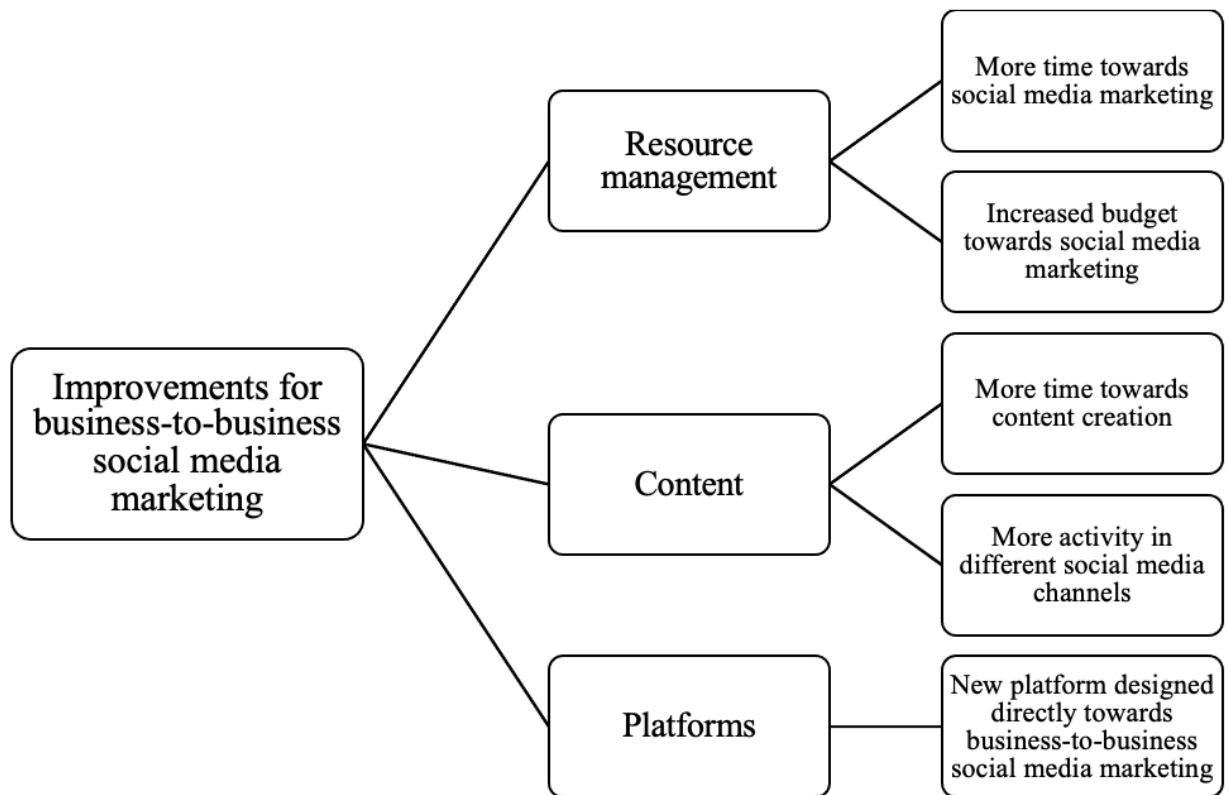 Improvements for
business-to-business
social media
marketing
Resource
management
More time towards
social media marketing
Increased budget
towards social media
marketing
Content
More time towards
content creation
More activity in
different social media
channels
Platforms
New platform designed
directly towards
business-to-business
social media marketing